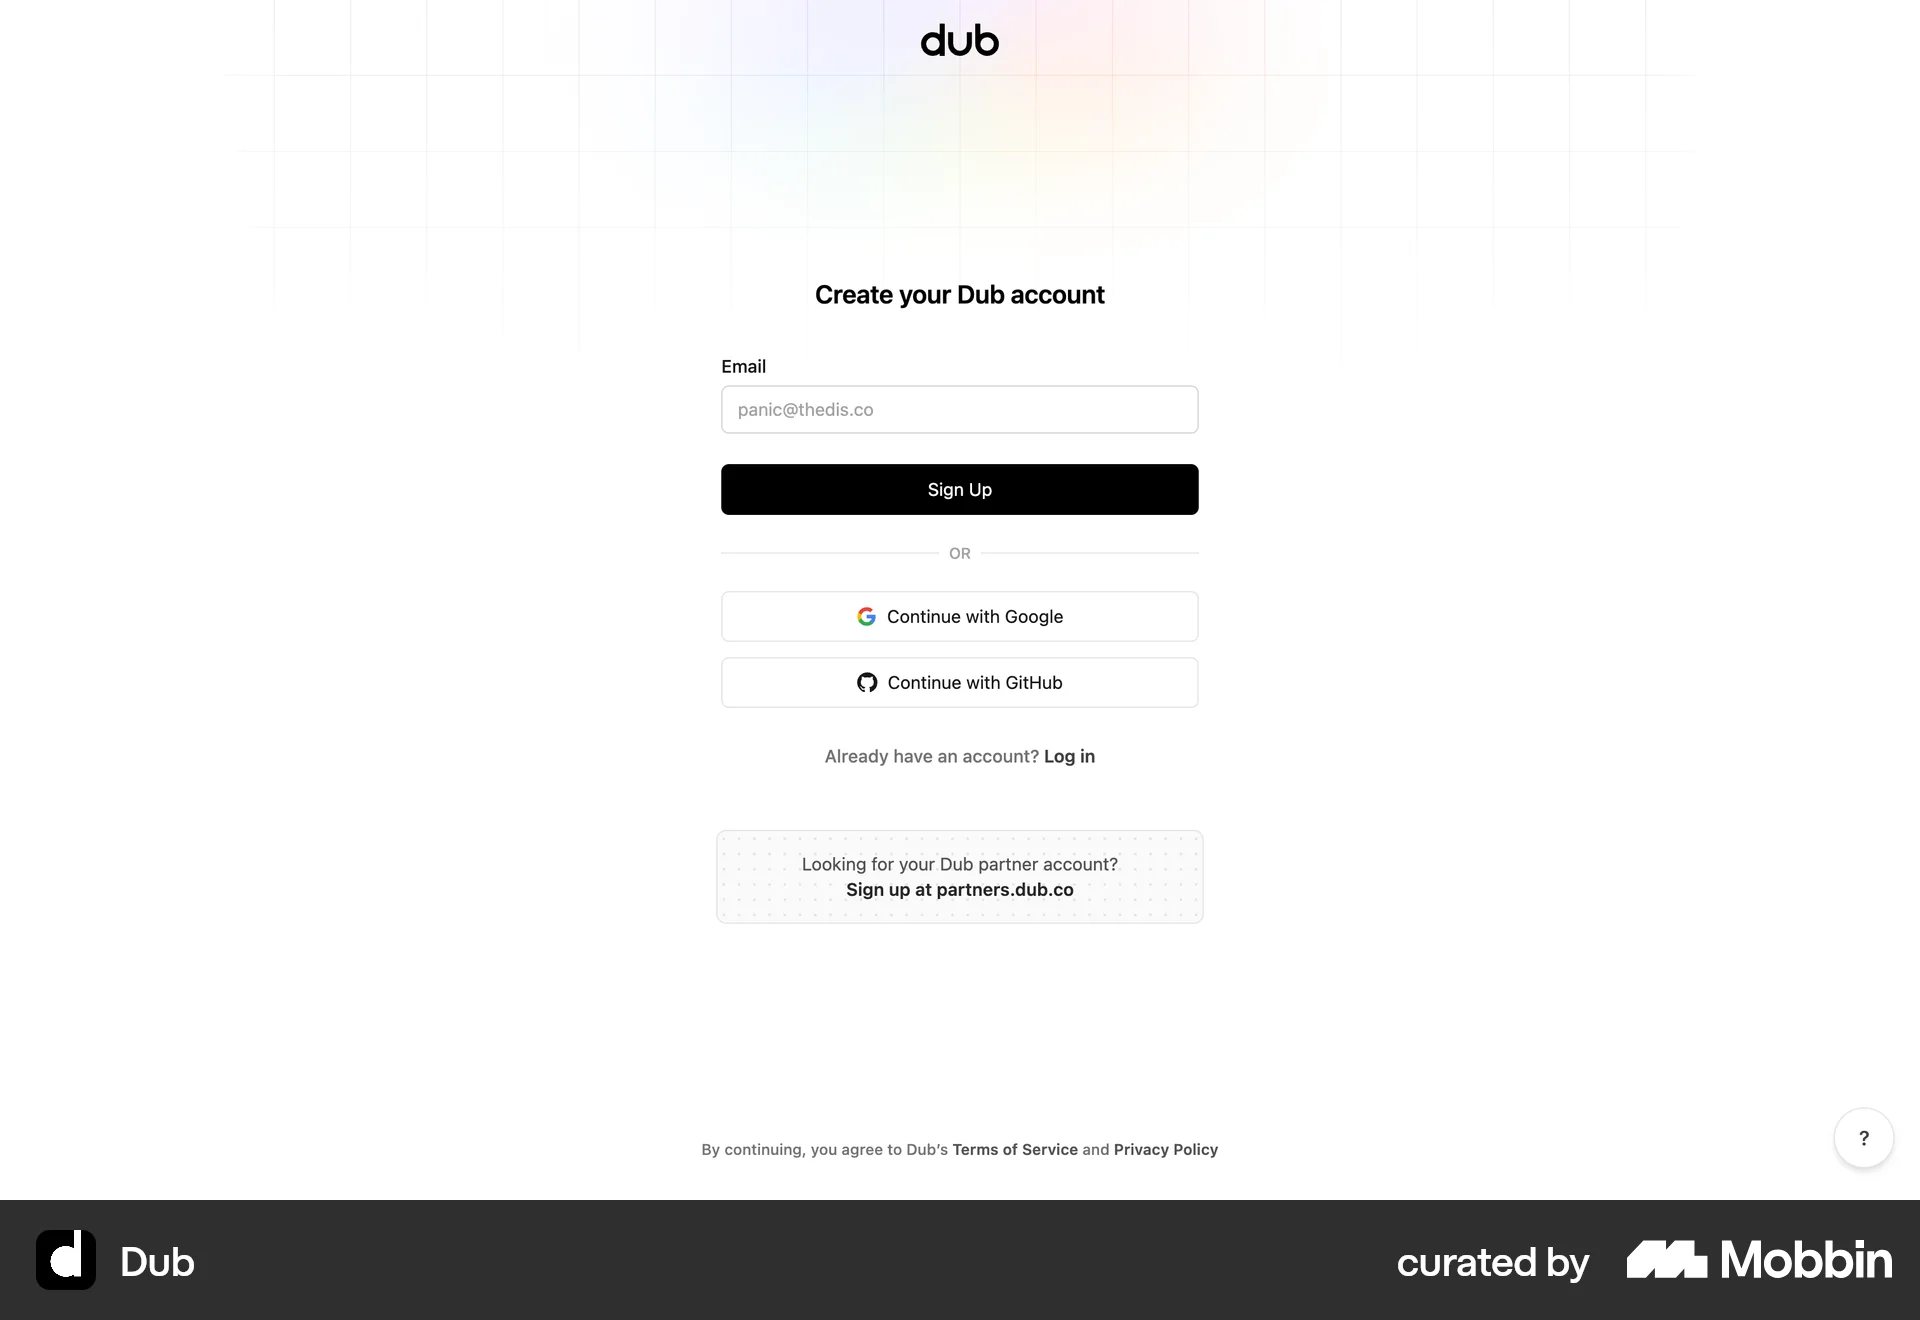 dub
Create your Dub account
Email
panic@thedis.co
Sign Up
OR
Continue with Google
Continue with GitHub
Already have an account? Log in
Looking for your Dub partner account?
Sign up at partners.dub.co
By continuing, you agree to Dub’s Terms of Service and Privacy Policy
?
d Dub
curated by Mobbin